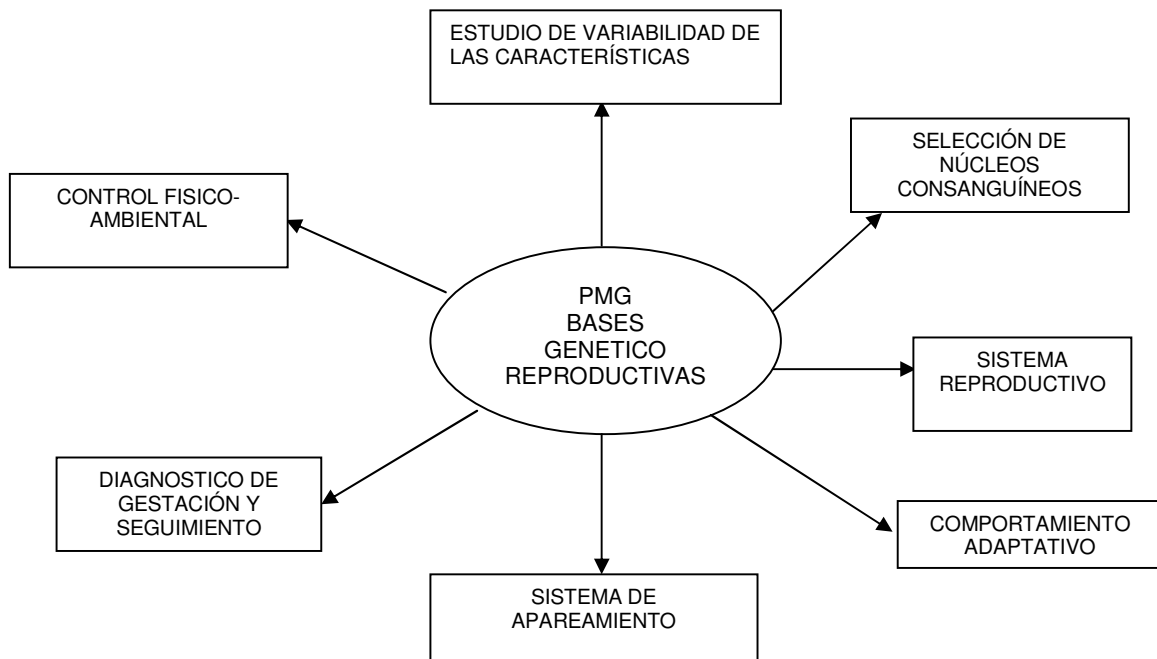 ESTUDIO DE VARIABILIDAD DE
LAS CARACTERÍSTICAS
SELECCIÓN DE
NÚCLEOS
CONSANGUÍNEOS
CONTROL FISICO-
AMBIENTAL
PMG
BASES
GENETICO
REPRODUCTIVAS
SISTEMA
REPRODUCTIVO
DIAGNOSTICO DE
GESTACIÓN Y
SEGUIMIENTO
COMPORTAMIENTO
ADAPTATIVO
SISTEMA DE
APAREAMIENTO